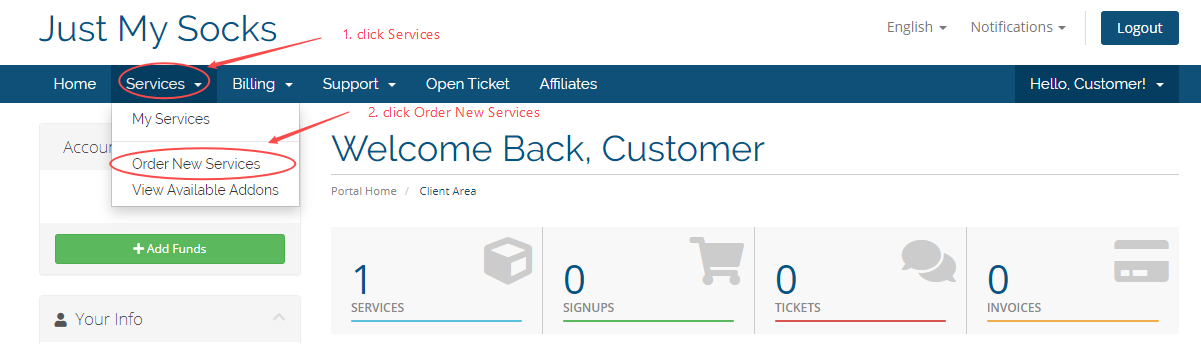 Just My Socks
1. click Services
English
Notifications
Logout
Home
Services
Billing
Support
Open Ticket
Affiliates
Hello, Customer!
My Services
2. click Order New Services
Order New Services
View Available Addons
Welcome Back, Customer
Portal Home / Client Area
Add Funds
Your Info
1
SERVICES
0
SIGNUPS
0
TICKETS
0
INVOICES